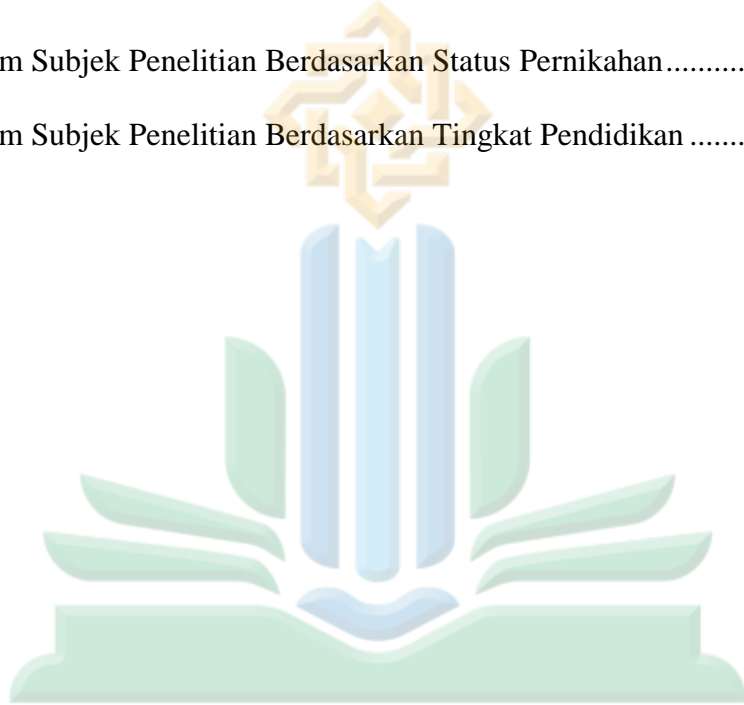 m Subjek Penelitian Berdasarkan Status Pernikahan..........
m Subjek Penelitian Berdasarkan Tingkat Pendidikan .......